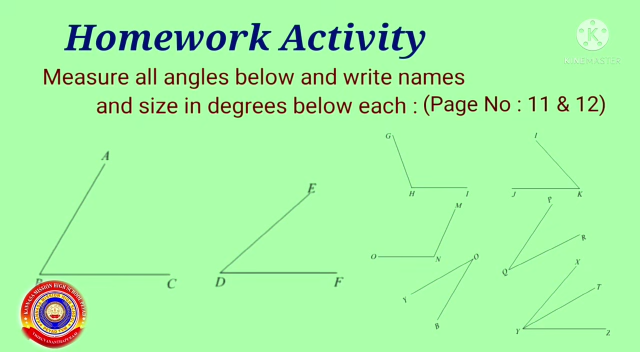 Homework Activity
K
KINEMASTER
Measure all angles below and write names
and size in degrees below each : (Page No : 11 & 12)
G
I
A
H I
J K
E
M
P
R
O N
O
Q
X
B C
D F
Y
T
B
Y Z